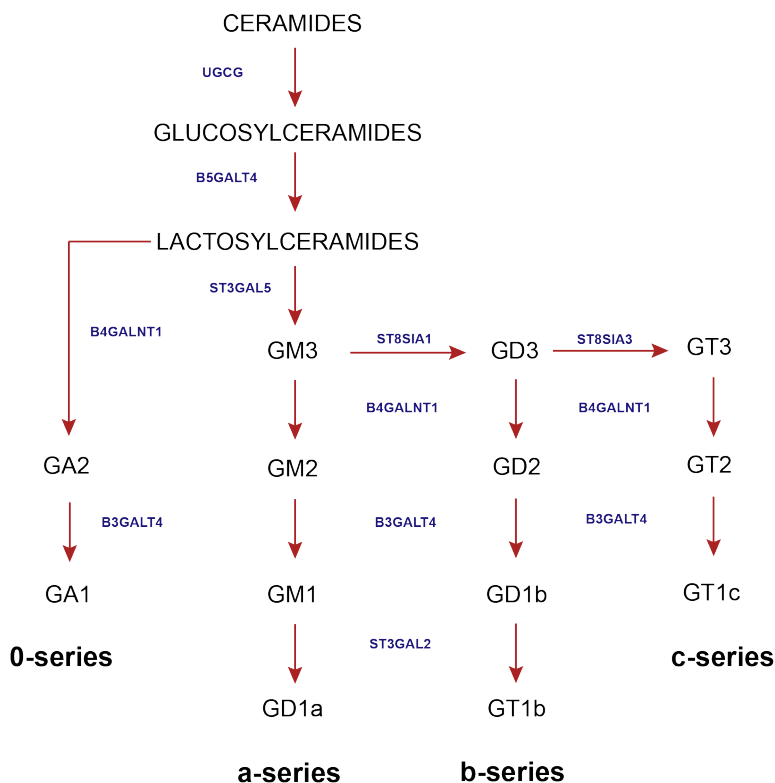 CERAMIDES
UGCG
GLUCOSYLCERAMIDES
B5GALT4
LACTOSYLCERAMIDES
ST3GAL5
B4GALNT1
ST8SIA1
ST8SIA3
GM3
GD3
GT3
B4GALNT1
B4GALNT1
GA2
GM2
GD2
GT2
B3GALT4
B3GALT4
B3GALT4
GA1
GM1
GD1b
GT1c
ST3GAL2
0-series
c-series
GD1a
GT1b
a-series
b-series